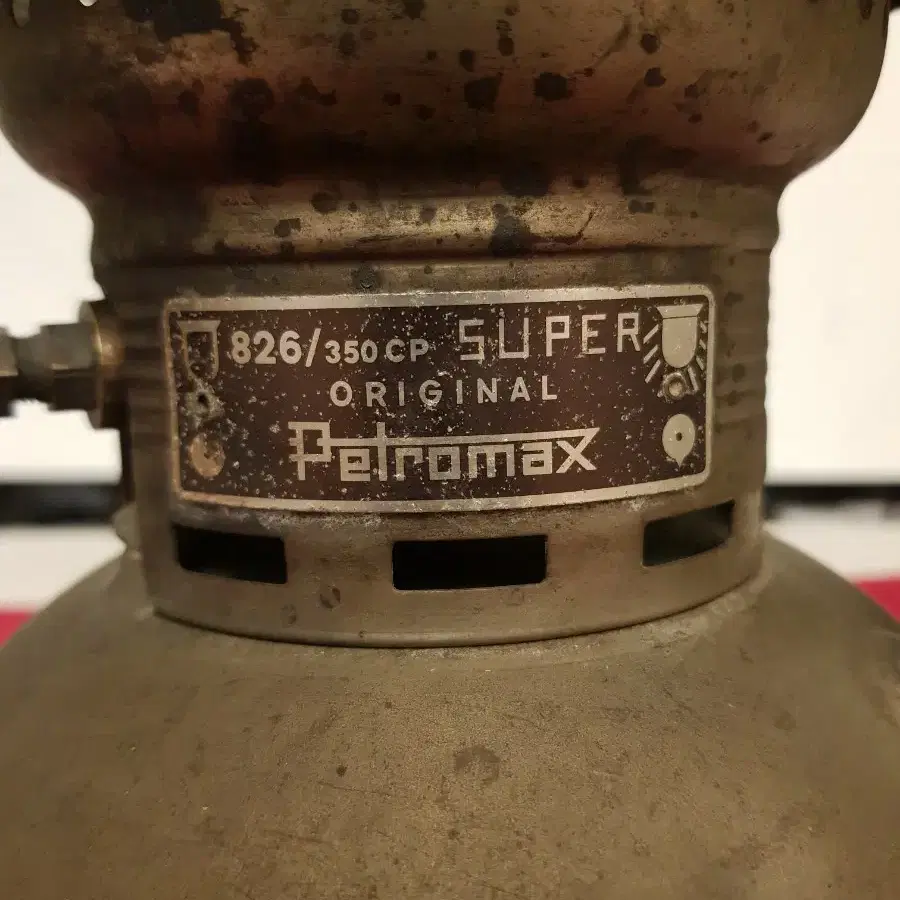 826/350 CP SUPER
ORIGINAL
Petromax